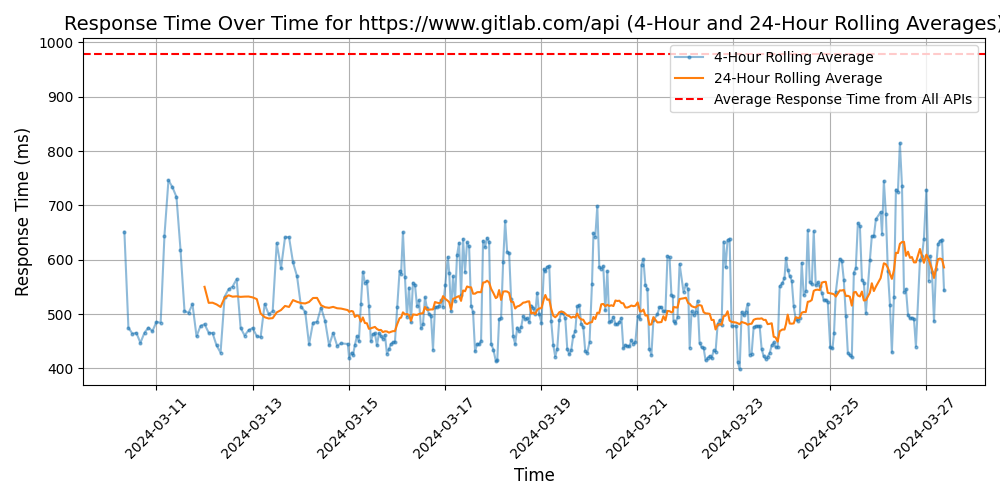 Response Time Over Time for https://www.gitlab.com/api (4-Hour and 24-Hour Rolling Averages)
Response Time (ms)
1000
900
800
700
600
500
400
4-Hour Rolling Average
24-Hour Rolling Average
Average Response Time from All APIs
2024-03-11
2024-03-13
2024-03-15
2024-03-17
2024-03-19
2024-03-21
2024-03-23
2024-03-25
2024-03-27
Time